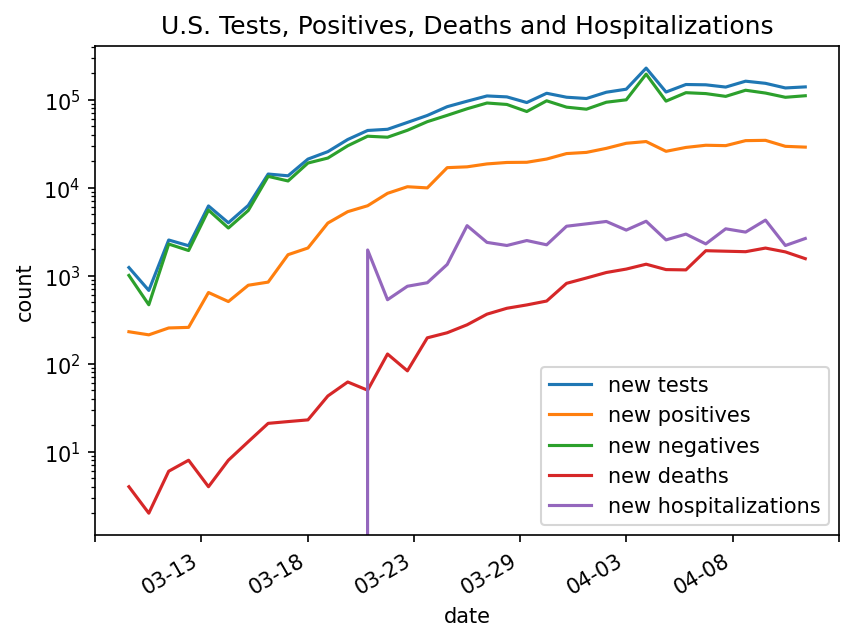 U.S. Tests, Positives, Deaths and Hospitalizations
10^5
10^4
10^3
10^2
10^1
count
new tests
new positives
new negatives
new deaths
new hospitalizations
03-13
03-18
03-23
03-29
04-03
04-08
date